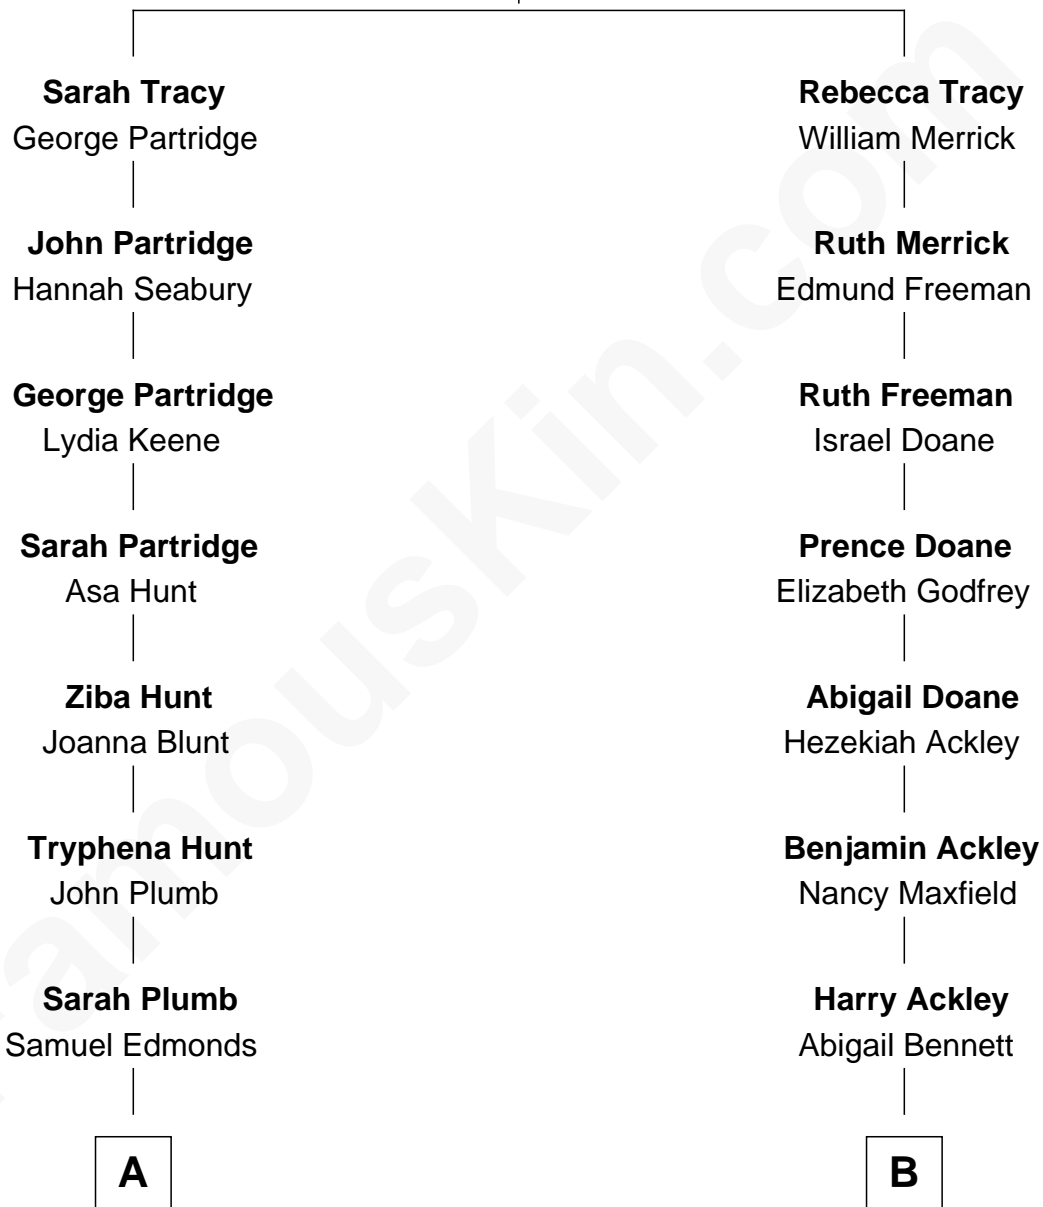 Sarah Tracy
George Partridge
John Partridge
Hannah Seabury
George Partridge
Lydia Keene
Sarah Partridge
Asa Hunt
Ziba Hunt
Joanna Blunt
Tryphena Hunt
John Plumb
Sarah Plumb
Samuel Edmonds
A
Rebecca Tracy
William Merrick
Ruth Merrick
Edmund Freeman
Ruth Freeman
Israel Doane
Prence Doane
Elizabeth Godfrey
Abigail Doane
Hezekiah Ackley
Benjamin Ackley
Nancy Maxfield
Harry Ackley
Abigail Bennett
B
FamousKin.com